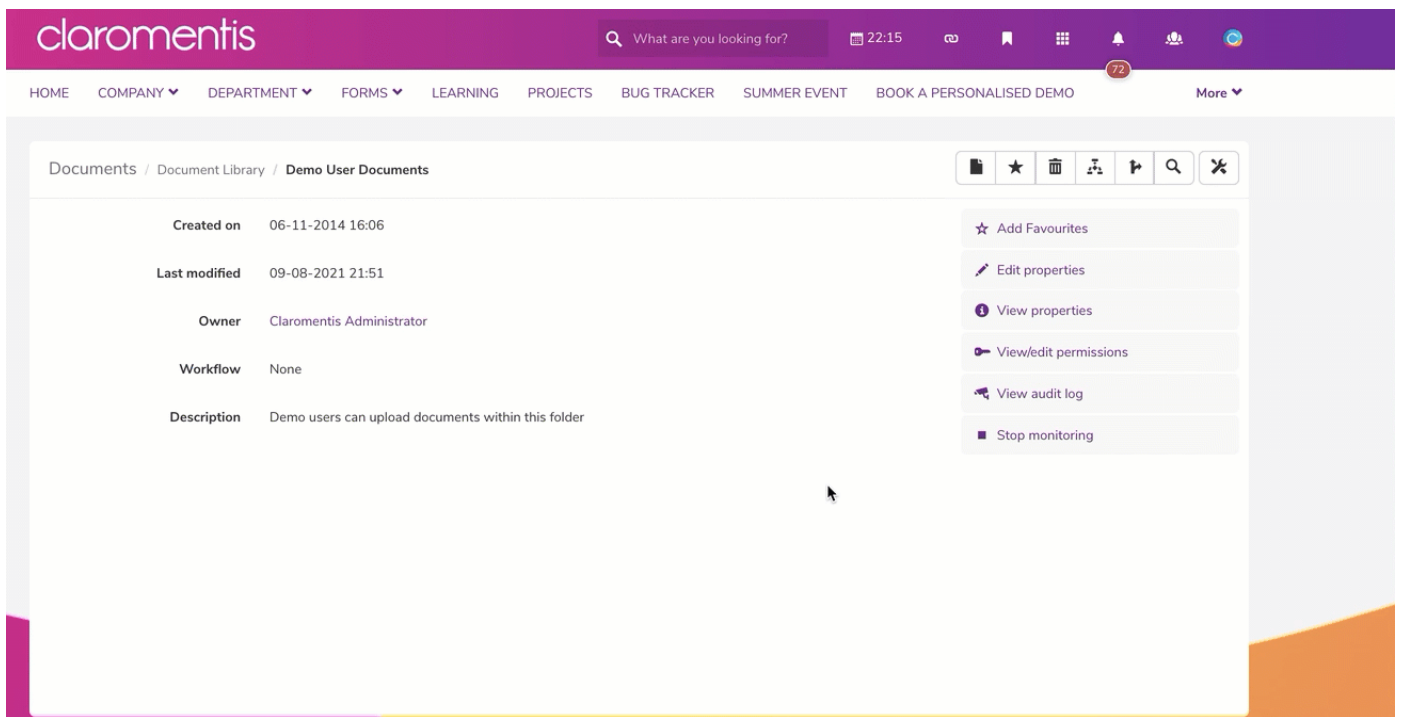 claromentis
What are you looking for? 22:15
72
HOME COMPANY DEPARTMENT FORMS LEARNING PROJECTS BUG TRACKER SUMMER EVENT BOOK A PERSONALISED DEMO More
Documents / Document Library / Demo User Documents
Created on 06-11-2014 16:06
Add Favourites
Last modified 09-08-2021 21:51
Edit properties
View properties
Owner Claromentis Administrator
View/edit permissions
Workflow None
View audit log
Description Demo users can upload documents within this folder
Stop monitoring